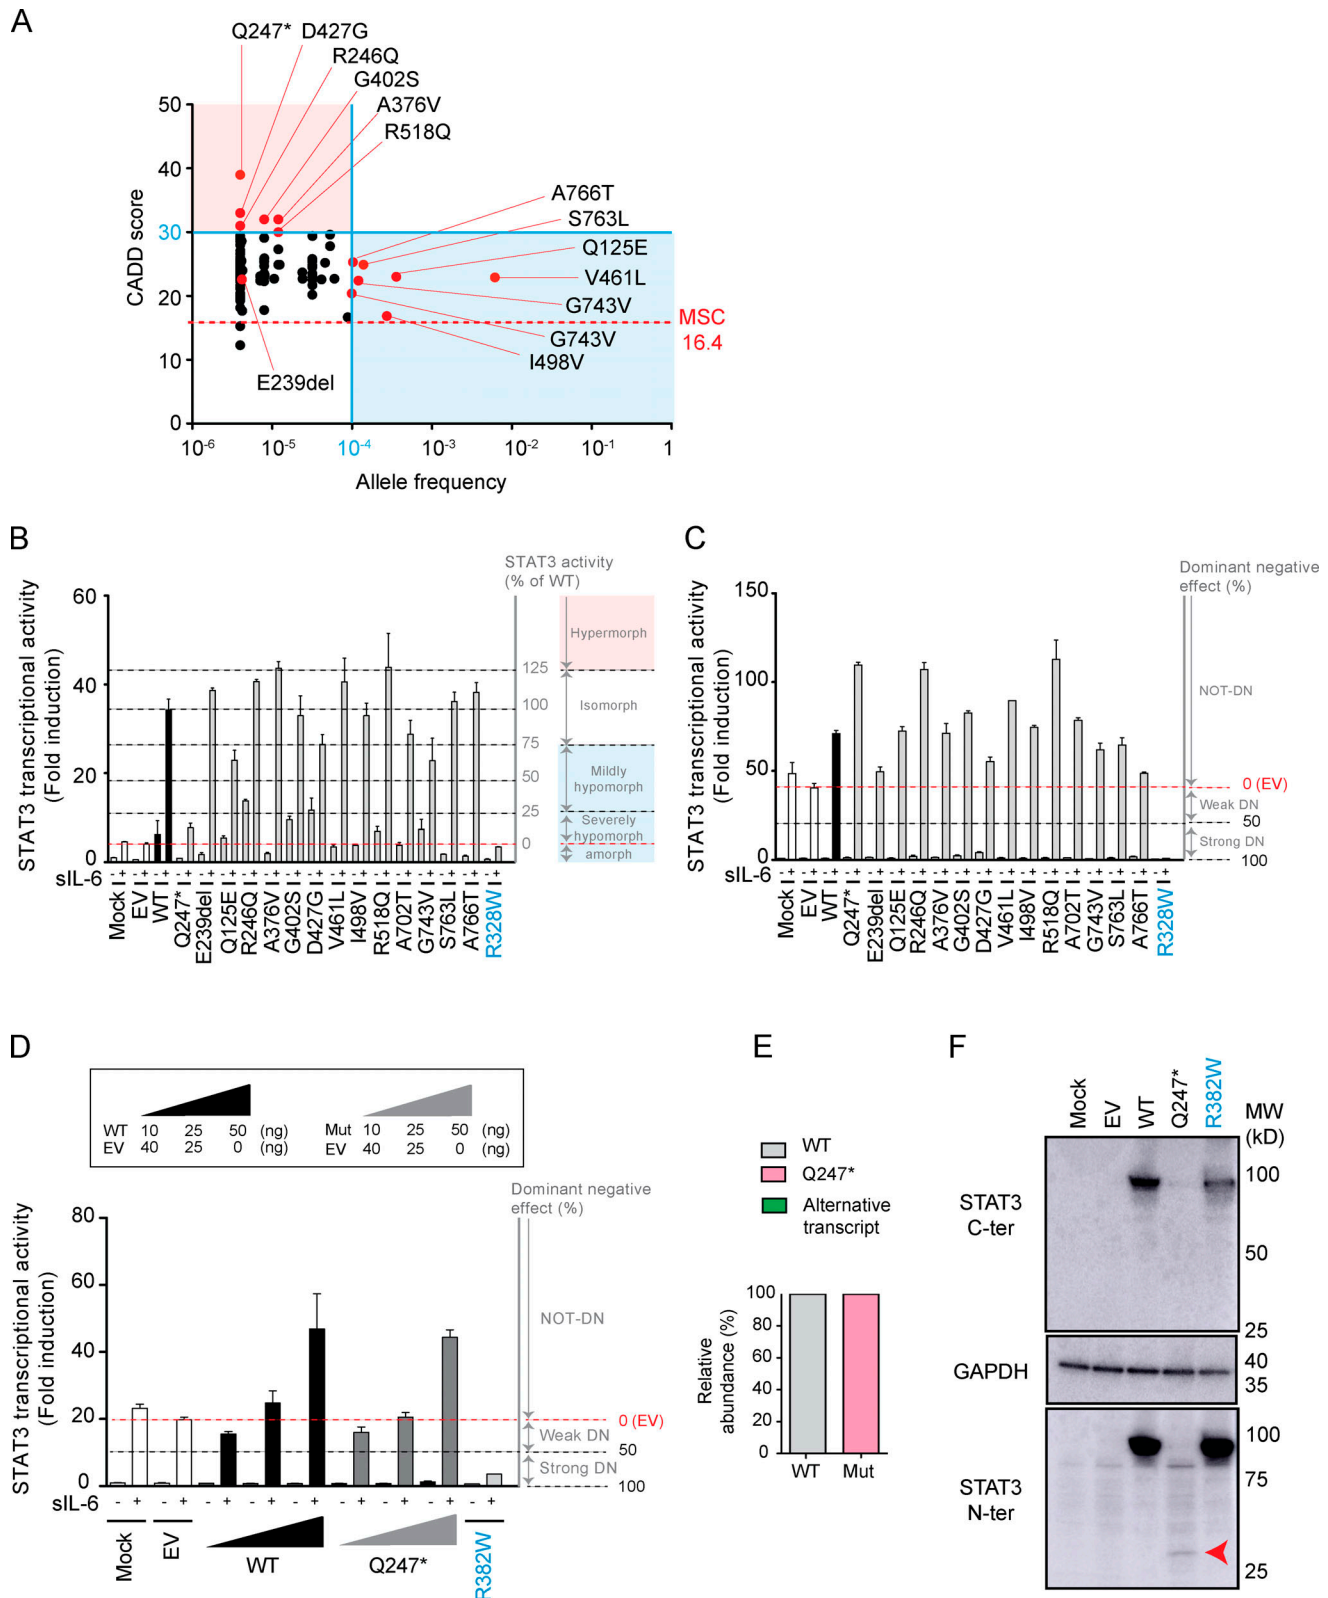 A
Q247* D427G
R246Q
G402S
A376V
R518Q
A766T
S763L
Q125E
V461L
G743V
G743V
I498V
E239del
MSC
16.4
CADD score
50
40
30
20
10
0
10-6 10-5 10-4 10-3 10-2 10-1 1
Allele frequency
B
STAT3 transcriptional activity
(Fold induction)
60
40
20
0
STAT3 activity
(% of WT)
125
100
75
50
25
0
Hypermorph
Isomorph
Mildly
hypomorph
Severely
hypomorph
amorph
sIL-6 - + - + - + - + - + - + - + - + - + - + - + - + - + - + - + - + - + - +
Mock
EV
WT
Q247*
E239del
Q125E
R246Q
A376V
G402S
D427G
V461L
I498V
R518Q
A702T
G743V
S763L
A766T
R328W
C
STAT3 transcriptional activity
(Fold induction)
150
100
50
0
Dominant negative
effect (%)
NOT-DN
0 (EV)
Weak DN
50
Strong DN
100
sIL-6 - + - + - + - + - + - + - + - + - + - + - + - + - + - + - + - + - + - +
Mock
EV
WT
Q247*
E239del
Q125E
R246Q
A376V
G402S
D427G
V461L
I498V
R518Q
A702T
G743V
S763L
A766T
R328W
D
WT 10 25 50 (ng)
EV 40 25 0 (ng)
Mut 10 25 50 (ng)
EV 40 25 0 (ng)
STAT3 transcriptional activity
(Fold induction)
80
60
40
20
0
Dominant negative
effect (%)
NOT-DN
0 (EV)
Weak DN
50
Strong DN
100
sIL-6 - + - + - + - + - + - + - + - + - +
Mock
EV
WT
Q247*
R382W
E
WT
Q247*
Alternative
transcript
Relative
abundance (%)
100
80
60
40
20
0
WT Mut
F
Mock
EV
WT
Q247*
R382W
MW
(kD)
STAT3
C-ter
100
50
25
GAPDH
40
35
STAT3
N-ter
100
75
25